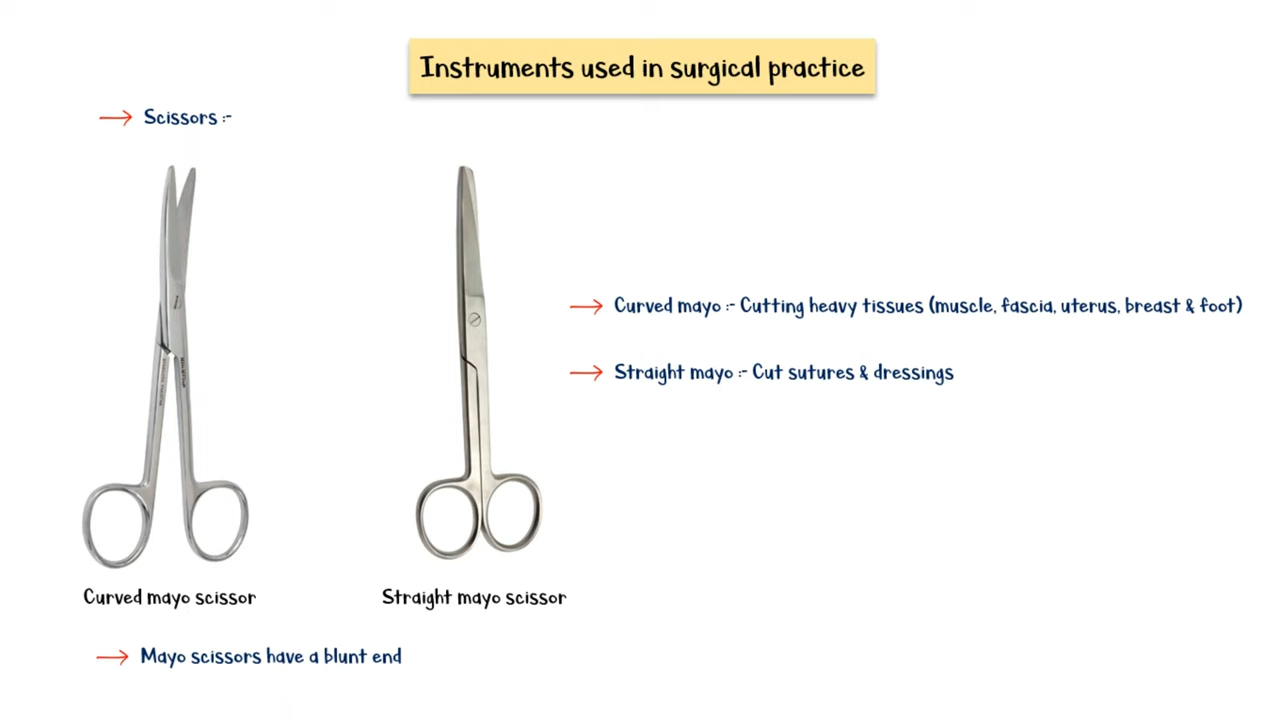 Instruments used in surgical practice
Scissors :-
Curved mayo :- Cutting heavy tissues (muscle, fascia, uterus, breast & foot)
Straight mayo :- Cut sutures & dressings
Curved mayo scissor
Straight mayo scissor
Mayo scissors have a blunt end